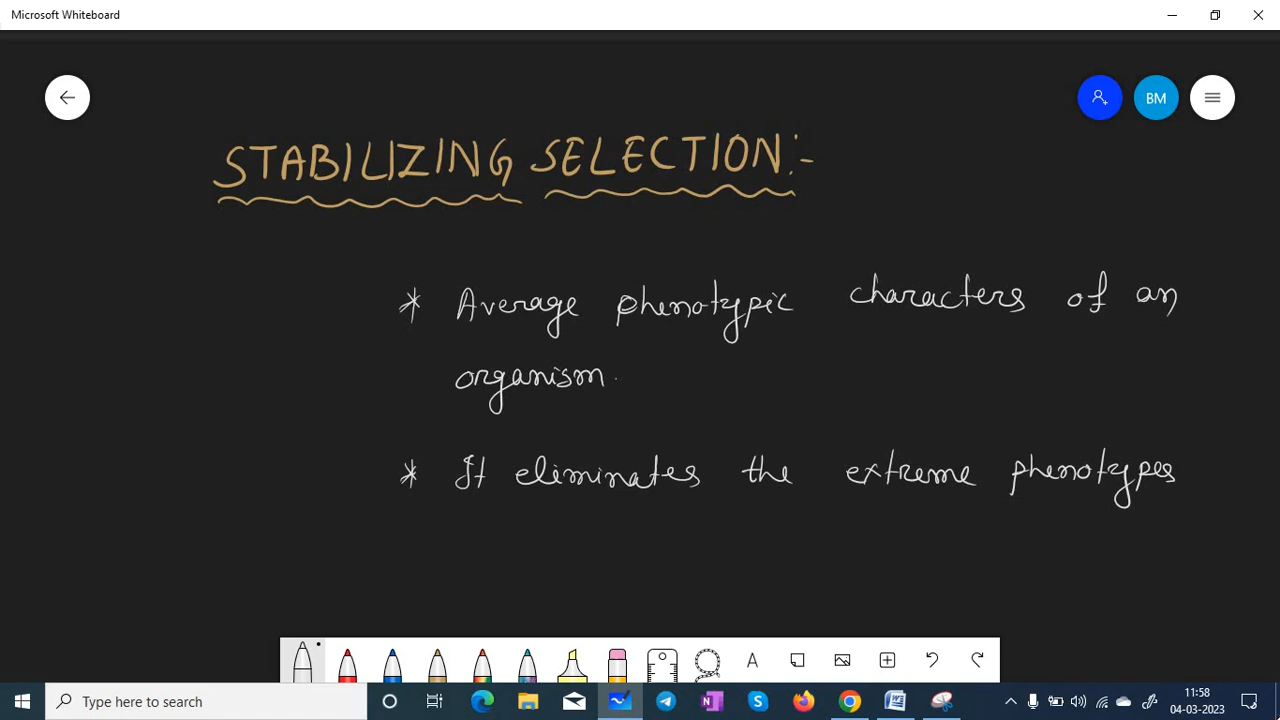 Microsoft Whiteboard
BM
STABILIZING SELECTION:-
* Average phenotypic characters of an
organism.
* It eliminates the extreme phenotypes
A
Type here to search
11:58
04-03-2023